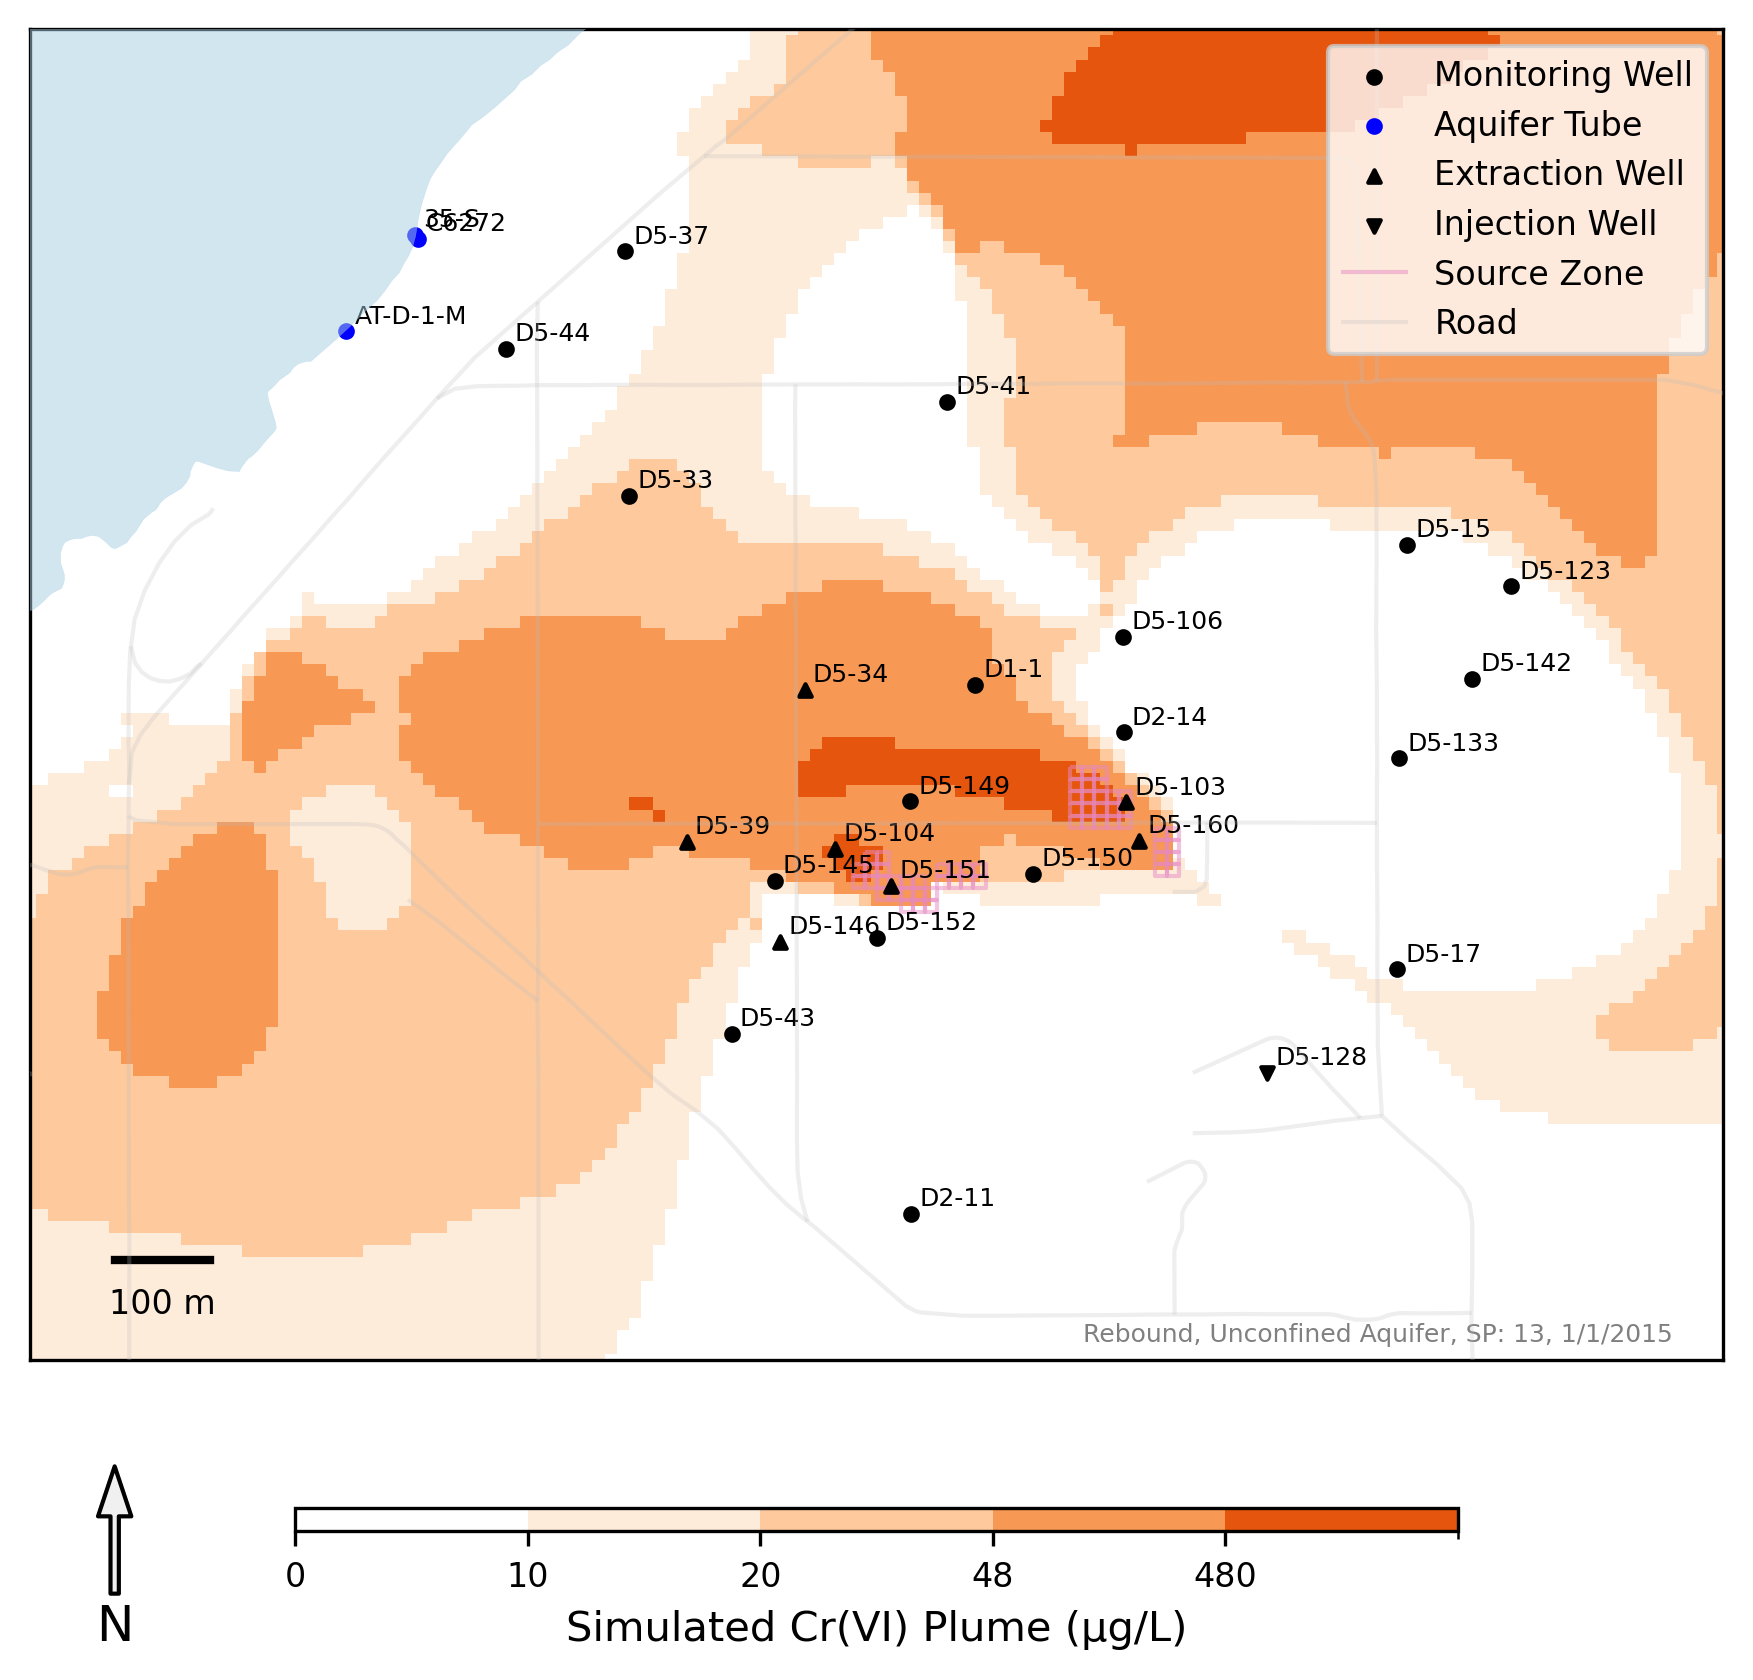 Monitoring Well
Aquifer Tube
Extraction Well
Injection Well
Source Zone
Road
35-S
C6272
D5-37
AT-D-1-M
D5-44
D5-41
D5-33
D5-15
D5-123
D5-106
D5-142
D1-1
D5-34
D2-14
D5-133
D5-103
D5-149
D5-160
D5-39
D5-104
D5-150
D5-145
D5-151
D5-146
D5-152
D5-17
D5-43
D5-128
D2-11
100 m
Rebound, Unconfined Aquifer, SP: 13, 1/1/2015
0 10 20 48 480
Simulated Cr(VI) Plume (μg/L)
N